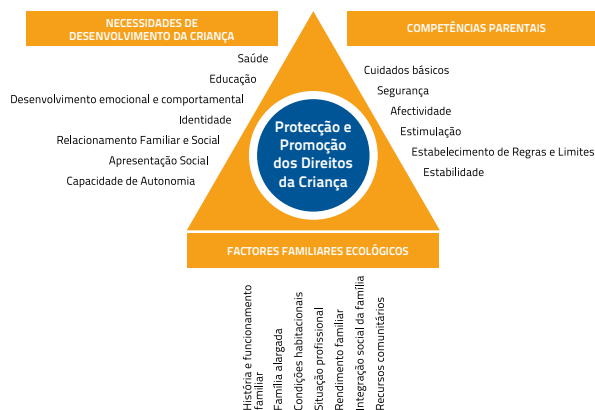 NECESSIDADES DE
DESENVOLVIMENTO DA CRIANÇA
Saúde
Educação
Desenvolvimento emocional e comportamental
Identidade
Relacionamento Familiar e Social
Apresentação Social
Capacidade de Autonomia
COMPETÊNCIAS PARENTAIS
Cuidados básicos
Segurança
Afectividade
Estimulação
Estabelecimento de Regras e Limites
Estabilidade
Protecção e
Promoção
dos Direitos
da Criança
FACTORES FAMILIARES ECOLÓGICOS
História e funcionamento
familiar
Família alargada
Condições habitacionais
Situação profissional
Rendimento familiar
Integração social da família
Recursos comunitários